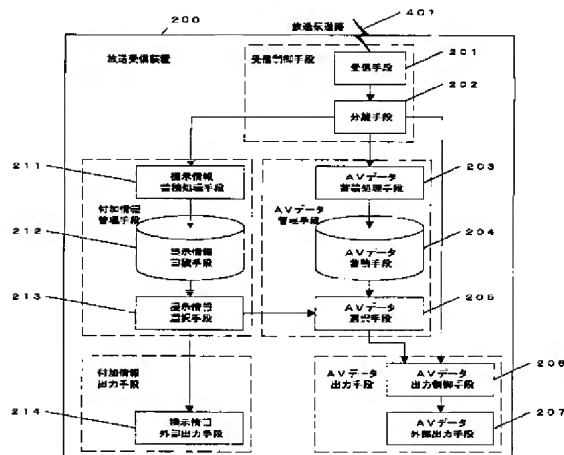 200
放送伝送路
401
放送受信装置
受信制御手段
受信手段
201
202
分離手段
211
提示情報
蓄積処理手段
AVデータ
蓄積処理手段
203
付加情報
管理手段
AVデータ
管理手段
212
提示情報
蓄積手段
AVデータ
蓄積手段
204
213
提示情報
選択手段
AVデータ
選択手段
205
付加情報
出力手段
AVデータ
出力手段
AVデータ
出力制御手段
206
214
提示情報
外部出力手段
AVデータ
外部出力手段
207